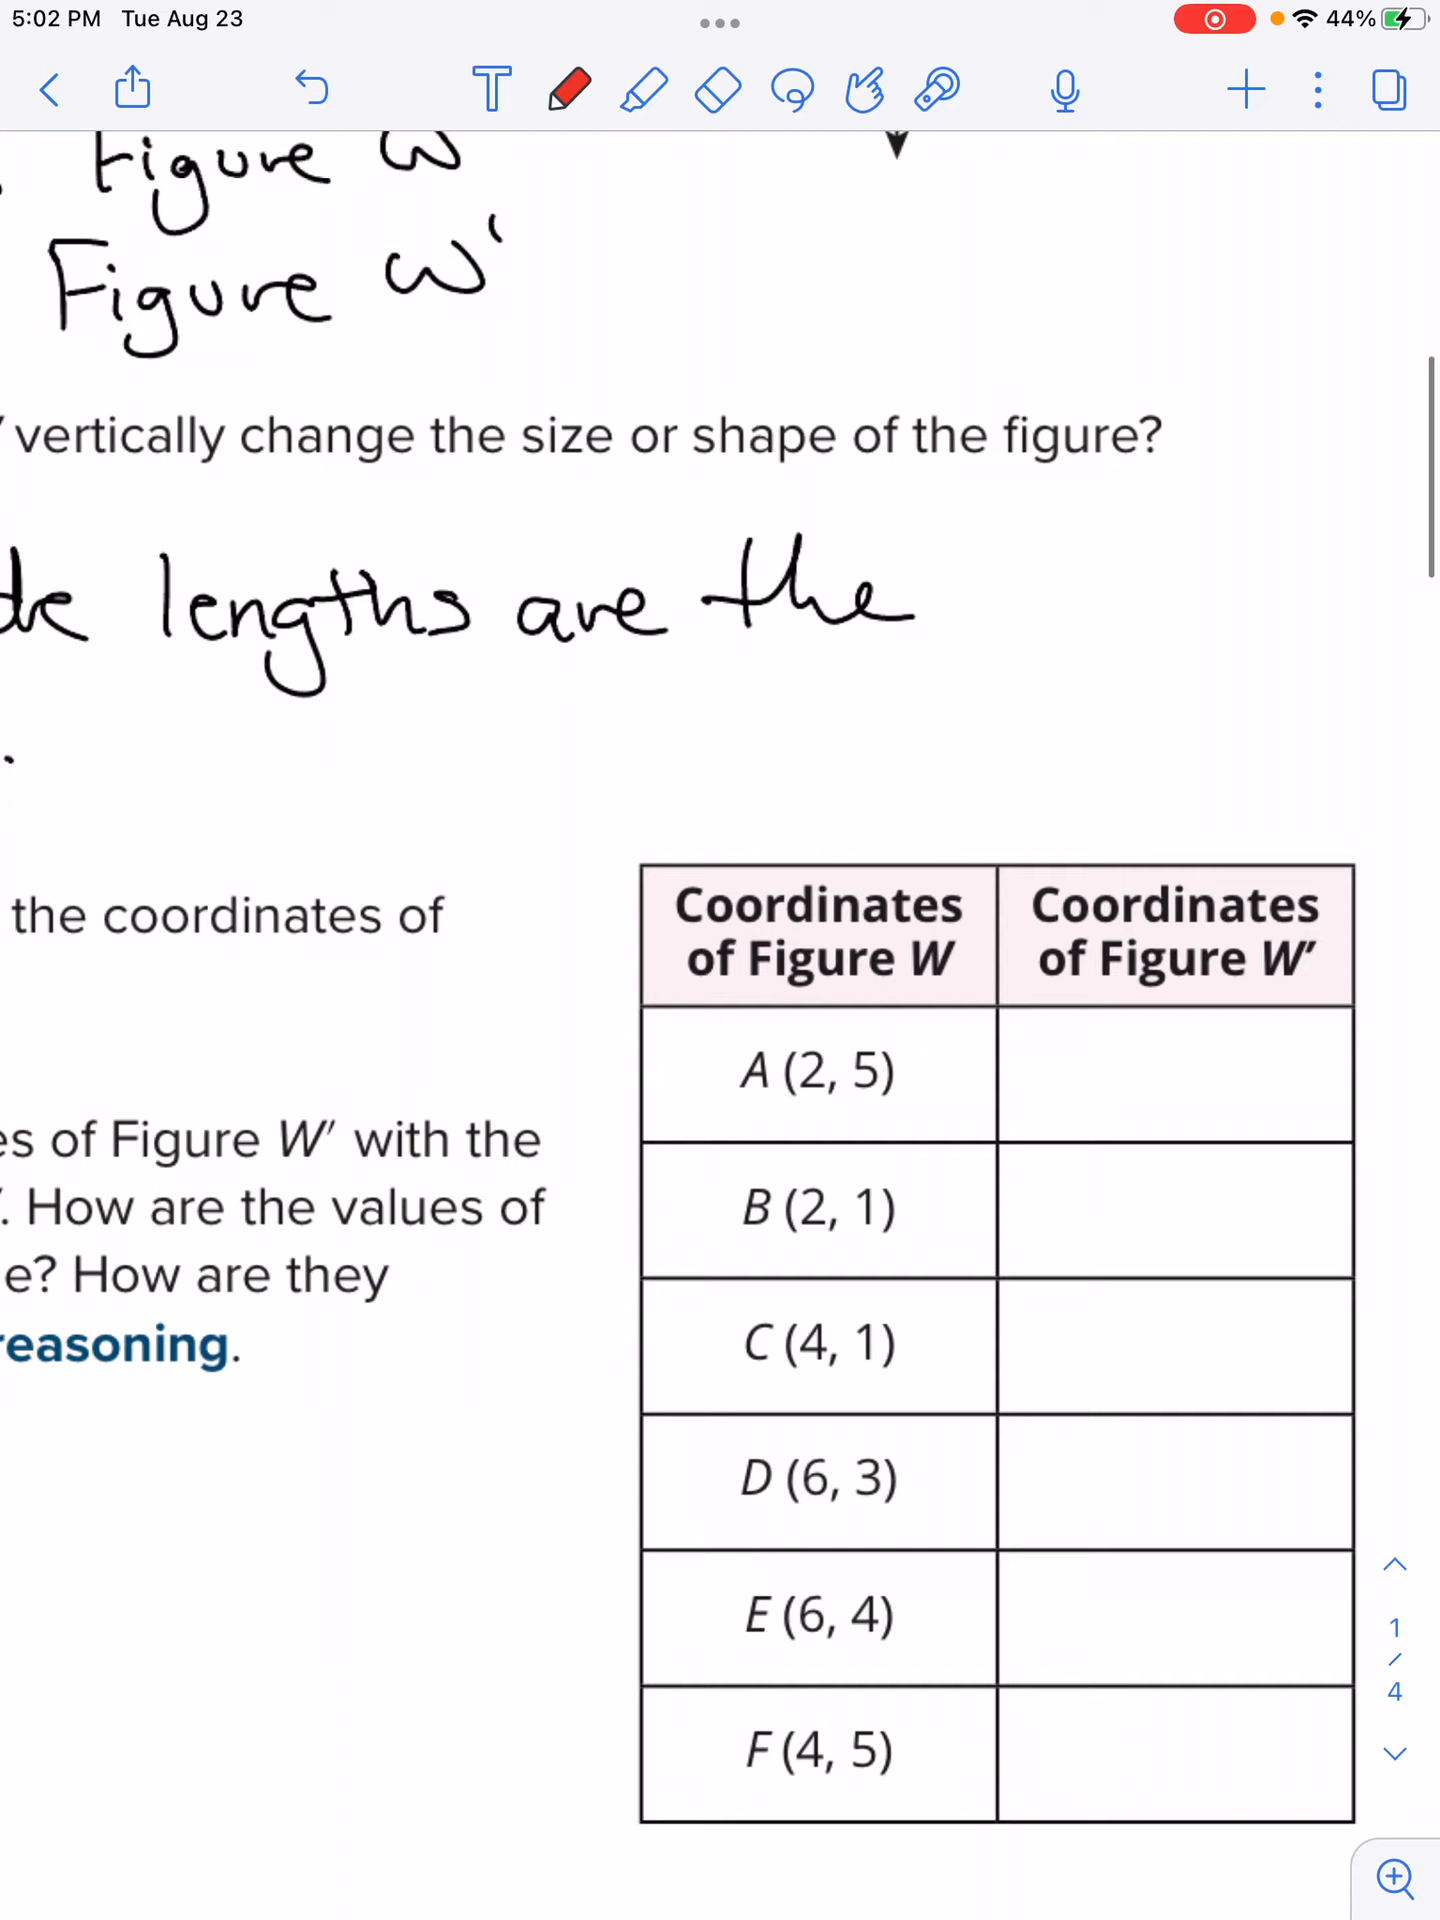 5:02 PM Tue Aug 23
44%
T
Figure W
Figure W'
vertically change the size or shape of the figure?
lengths are the
.
the coordinates of
es of Figure W′ with the
. How are the values of
e? How are they
reasoning.
Coordinates of Figure W
Coordinates of Figure W′
A (2, 5)
B (2, 1)
C (4, 1)
D (6, 3)
E (6, 4)
F (4, 5)
1
/
4